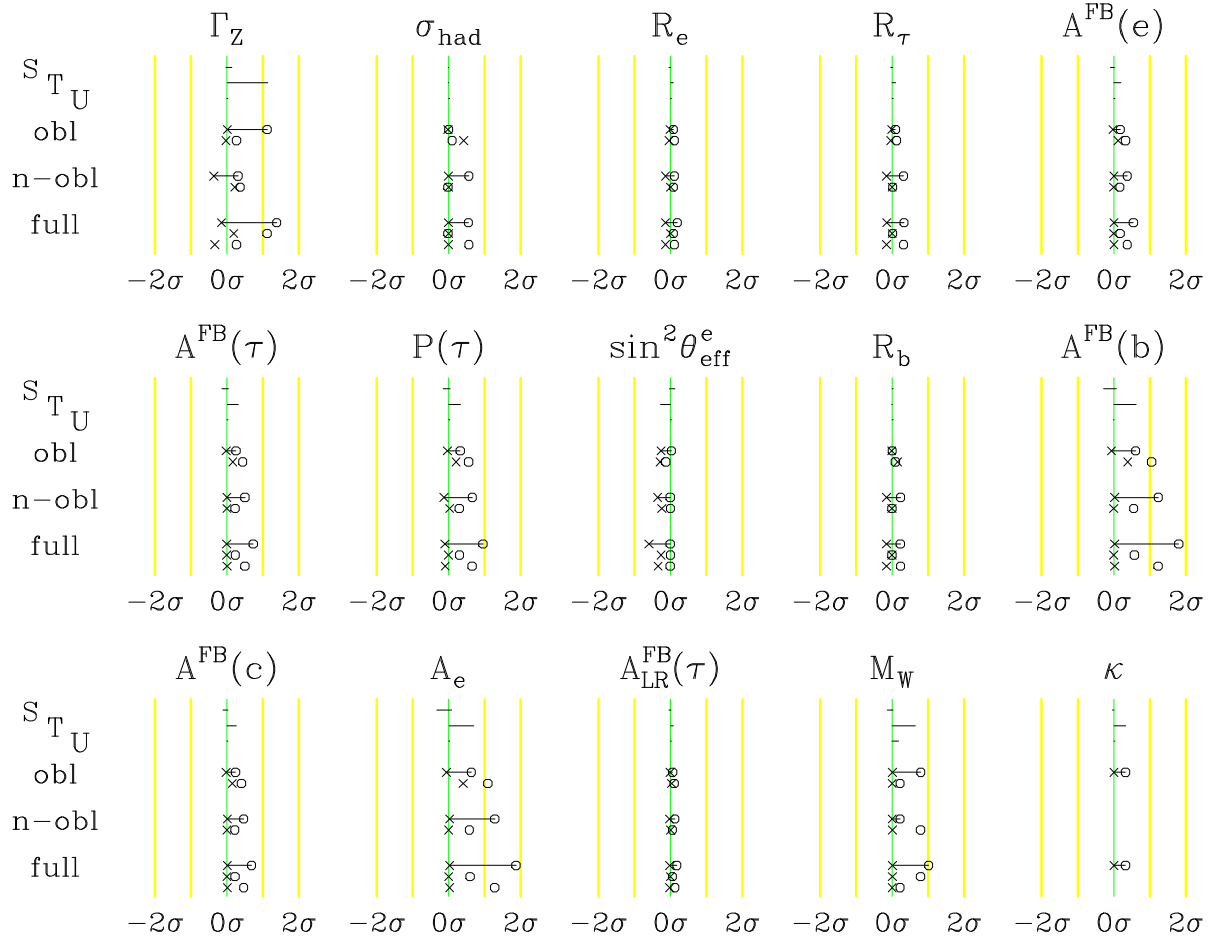 Γ_Z σ_had R_e R_τ A^FB(e)
S T U
obl
n-obl
full
−2σ 0σ 2σ −2σ 0σ 2σ −2σ 0σ 2σ −2σ 0σ 2σ −2σ 0σ 2σ
A^FB(τ) P(τ) sin²θ^e_eff R_b A^FB(b)
S T U
obl
n-obl
full
−2σ 0σ 2σ −2σ 0σ 2σ −2σ 0σ 2σ −2σ 0σ 2σ −2σ 0σ 2σ
A^FB(c) A_e A^FB_LR(τ) M_W κ
S T U
obl
n-obl
full
−2σ 0σ 2σ −2σ 0σ 2σ −2σ 0σ 2σ −2σ 0σ 2σ −2σ 0σ 2σ